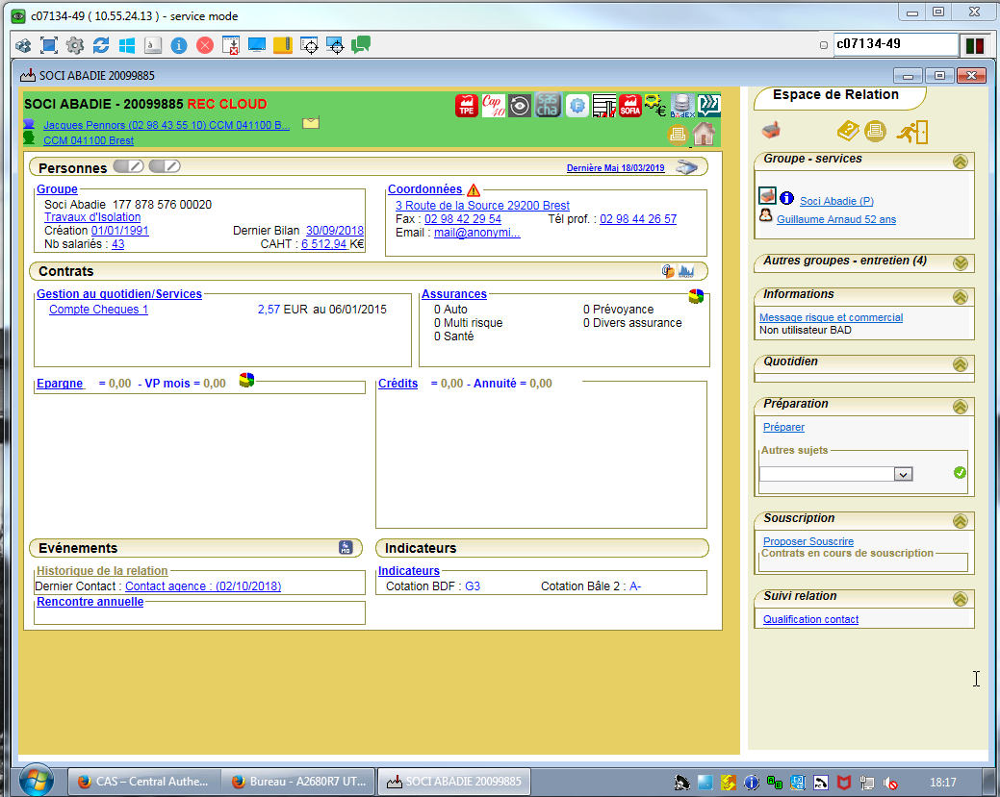 c07134-49 ( 10.55.24.13 ) - service mode
c07134-49
SOCI ABADIE 20099885
SOCI ABADIE - 20099885 REC CLOUD
TPE
Cap 40
sas cha
SOFIA
Jacques Pennors (02 98 43 55 10) CCM 041100 B...
CCM 041100 Brest
Personnes
Dernière Maj 18/03/2019
Groupe
Soci Abadie 177 878 576 00020
Travaux d'Isolation
Création 01/01/1991 Dernier Bilan 30/09/2018
Nb salariés : 43 CAHT : 6 512,94 K€
Coordonnées
3 Route de la Source 29200 Brest
Fax : 02 98 42 29 54 Tél prof. : 02 98 44 26 57
Email : mail@anonymi...
Contrats
Gestion au quotidien/Services
Compte Cheques 1 2,57 EUR au 06/01/2015
Assurances
0 Auto 0 Prévoyance
0 Multi risque 0 Divers assurance
0 Santé
Epargne = 0,00 - VP mois = 0,00
Crédits = 0,00 - Annuité = 0,00
Evénements
Historique de la relation
Dernier Contact : Contact agence : (02/10/2018)
Rencontre annuelle
Indicateurs
Indicateurs
Cotation BDF : G3 Cotation Bâle 2 : A-
Espace de Relation
Groupe - services
Soci Abadie (P)
Guillaume Arnaud 52 ans
Autres groupes - entretien (4)
Informations
Message risque et commercial
Non utilisateur BAD
Quotidien
Préparation
Préparer
Autres sujets
Souscription
Proposer Souscrire
Contrats en cours de souscription
Suivi relation
Qualification contact
CAS – Central Authe...
Bureau - A2680R7 UT...
SOCI ABADIE 20099885
18:17